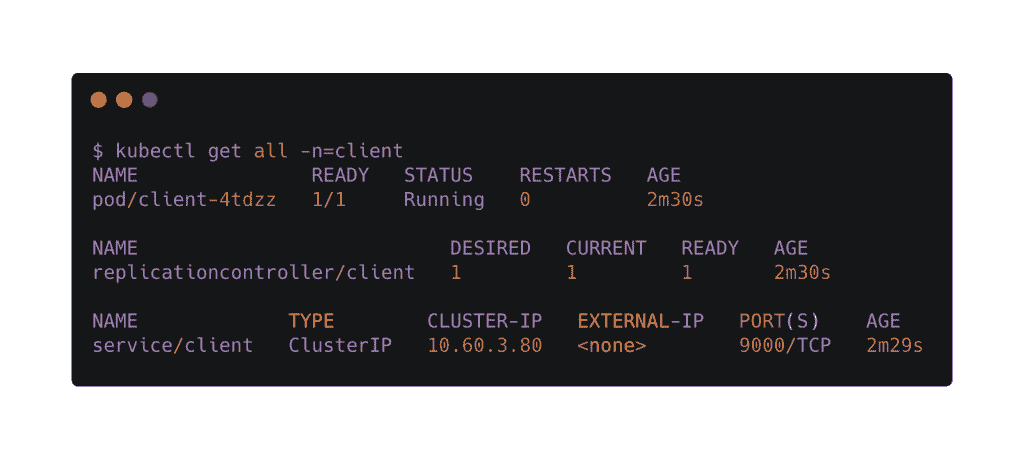 $ kubectl get all -n=client
NAME               READY   STATUS    RESTARTS   AGE
pod/client-4tdzz   1/1     Running   0          2m30s
NAME                           DESIRED   CURRENT   READY   AGE
replicationcontroller/client   1         1         1       2m30s
NAME             TYPE        CLUSTER-IP   EXTERNAL-IP   PORT(S)    AGE
service/client   ClusterIP   10.60.3.80   <none>        9000/TCP   2m29s